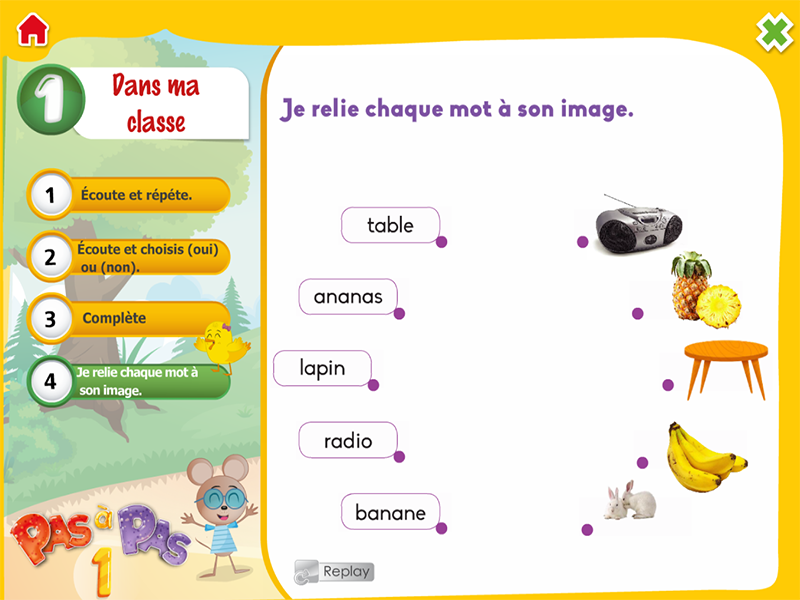 1
Dans ma
classe
1
Écoute et répéte.
2
Écoute et choisis (oui)
ou (non).
3
Complète
4
Je relie chaque mot à
son image.
PAS à PAS
1
Je relie chaque mot à son image.
table
ananas
lapin
radio
banane
Replay